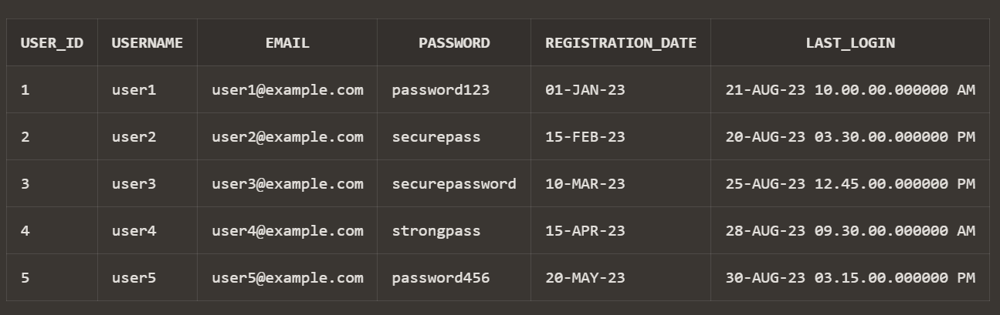 USER_ID USERNAME EMAIL PASSWORD REGISTRATION_DATE LAST_LOGIN
1 user1 user1@example.com password123 01-JAN-23 21-AUG-23 10.00.00.000000 AM
2 user2 user2@example.com securepass 15-FEB-23 20-AUG-23 03.30.00.000000 PM
3 user3 user3@example.com securepassword 10-MAR-23 25-AUG-23 12.45.00.000000 PM
4 user4 user4@example.com strongpass 15-APR-23 28-AUG-23 09.30.00.000000 AM
5 user5 user5@example.com password456 20-MAY-23 30-AUG-23 03.15.00.000000 PM